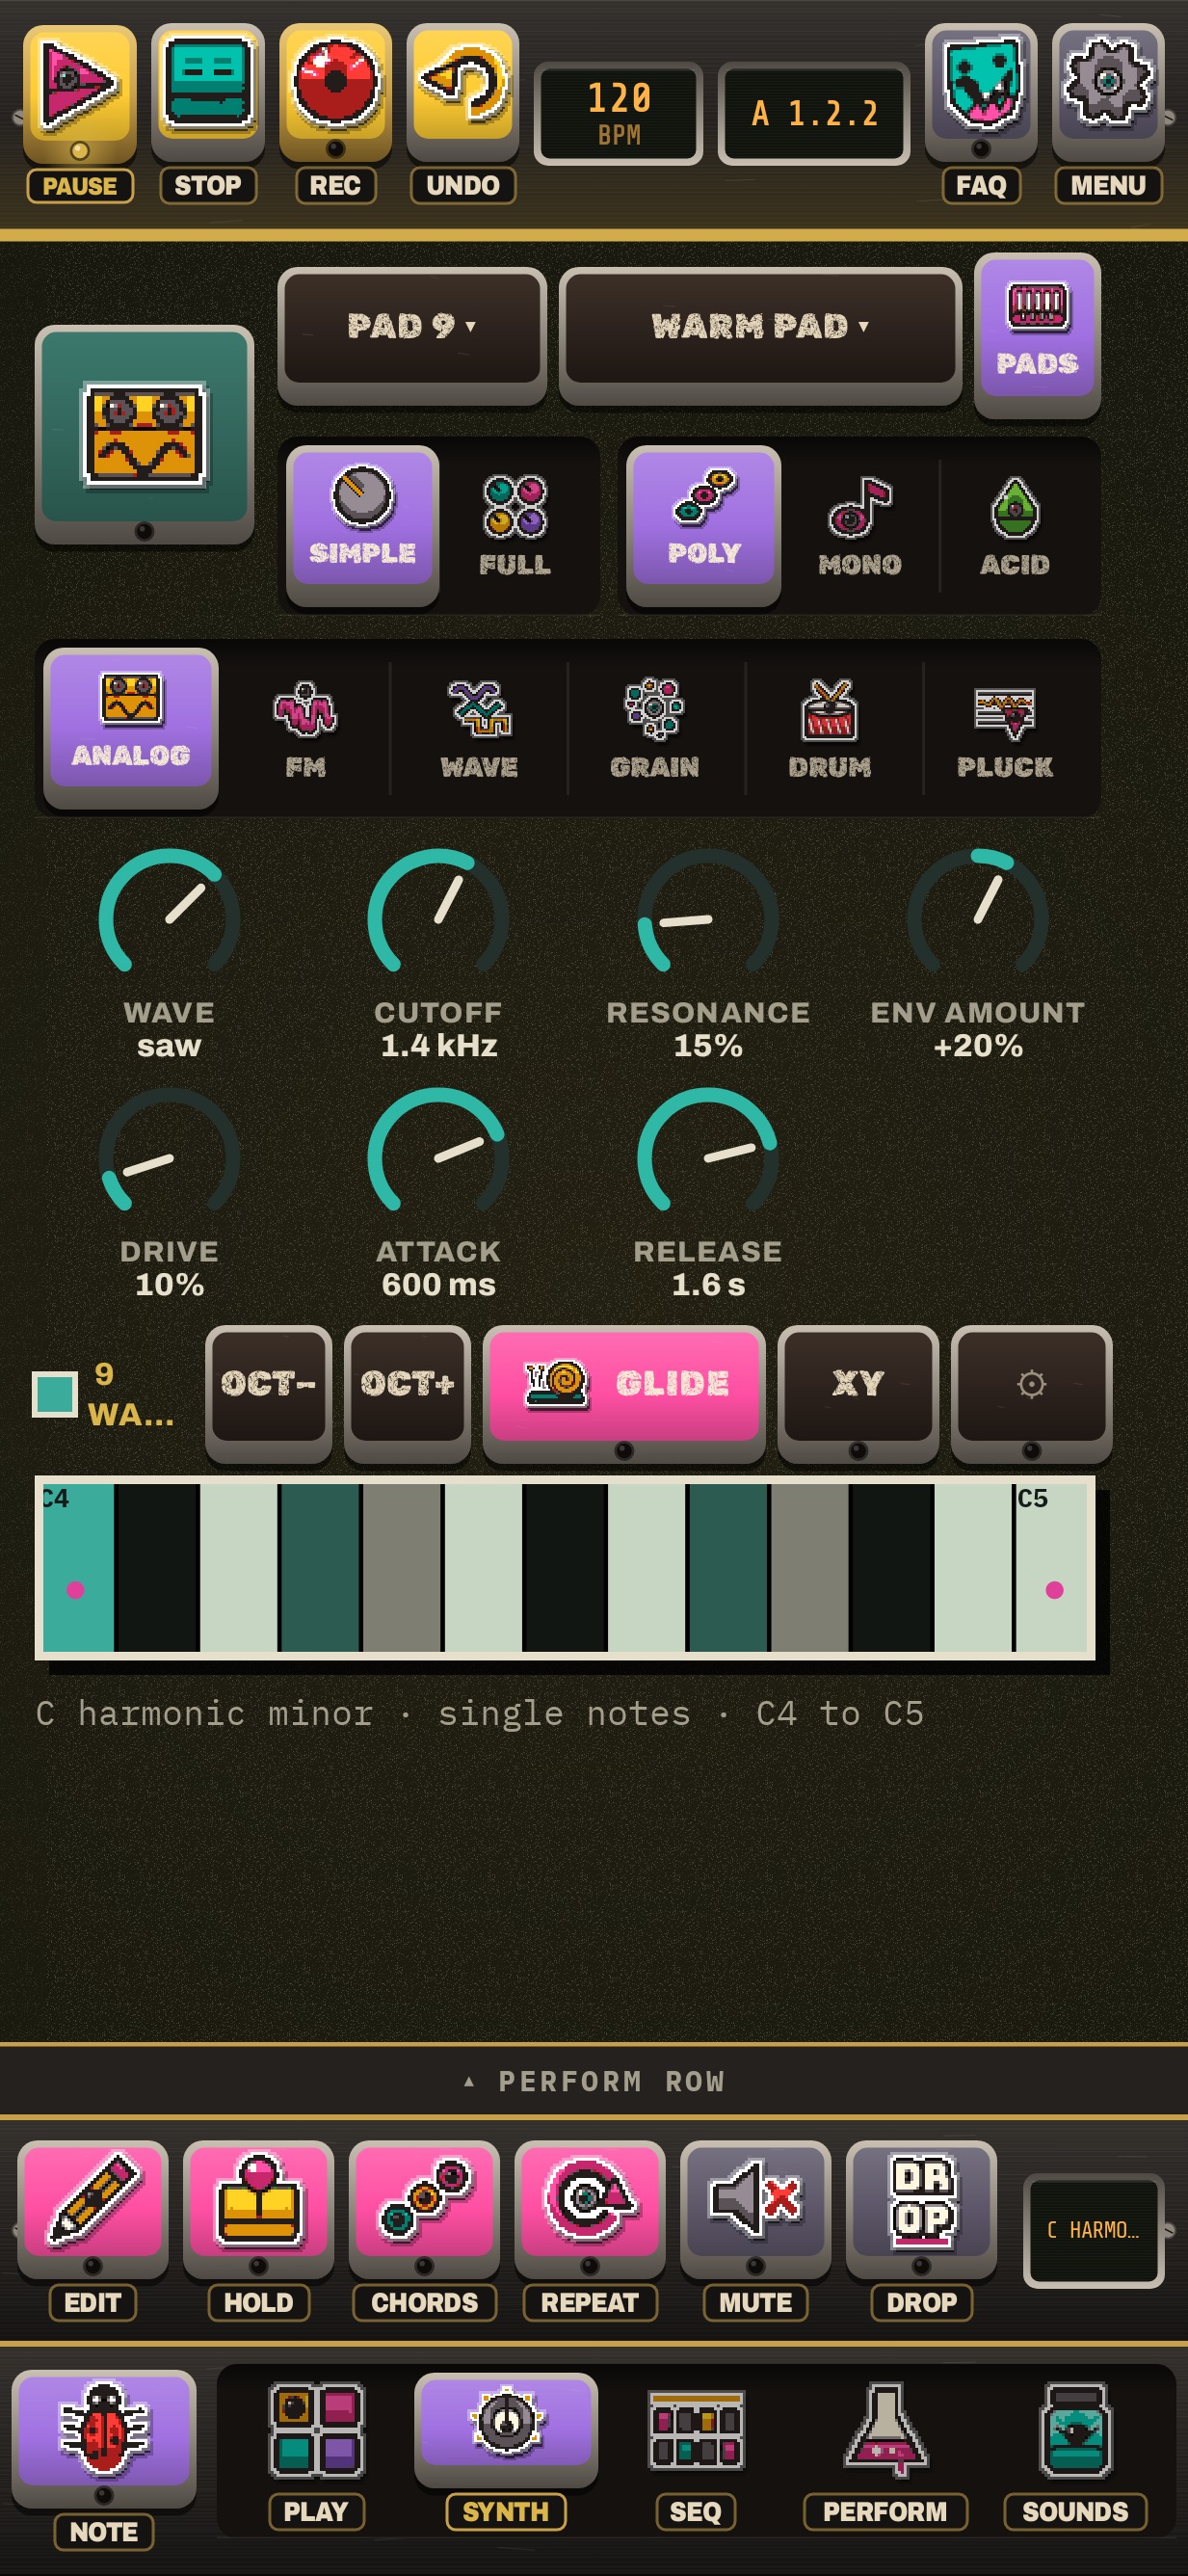 120
BPM
A 1.2.2
PAUSE
STOP
REC
UNDO
FAQ
MENU
PAD 9 ▾
WARM PAD ▾
PADS
SIMPLE
FULL
POLY
MONO
ACID
ANALOG
FM
WAVE
GRAIN
DRUM
PLUCK
WAVE
saw
CUTOFF
1.4 kHz
RESONANCE
15%
ENV AMOUNT
+20%
DRIVE
10%
ATTACK
600 ms
RELEASE
1.6 s
9
WA...
OCT-
OCT+
GLIDE
XY
C4
C5
C harmonic minor · single notes · C4 to C5
▴ PERFORM ROW
DR
OP
C HARMO...
EDIT
HOLD
CHORDS
REPEAT
MUTE
DROP
NOTE
PLAY
SYNTH
SEQ
PERFORM
SOUNDS